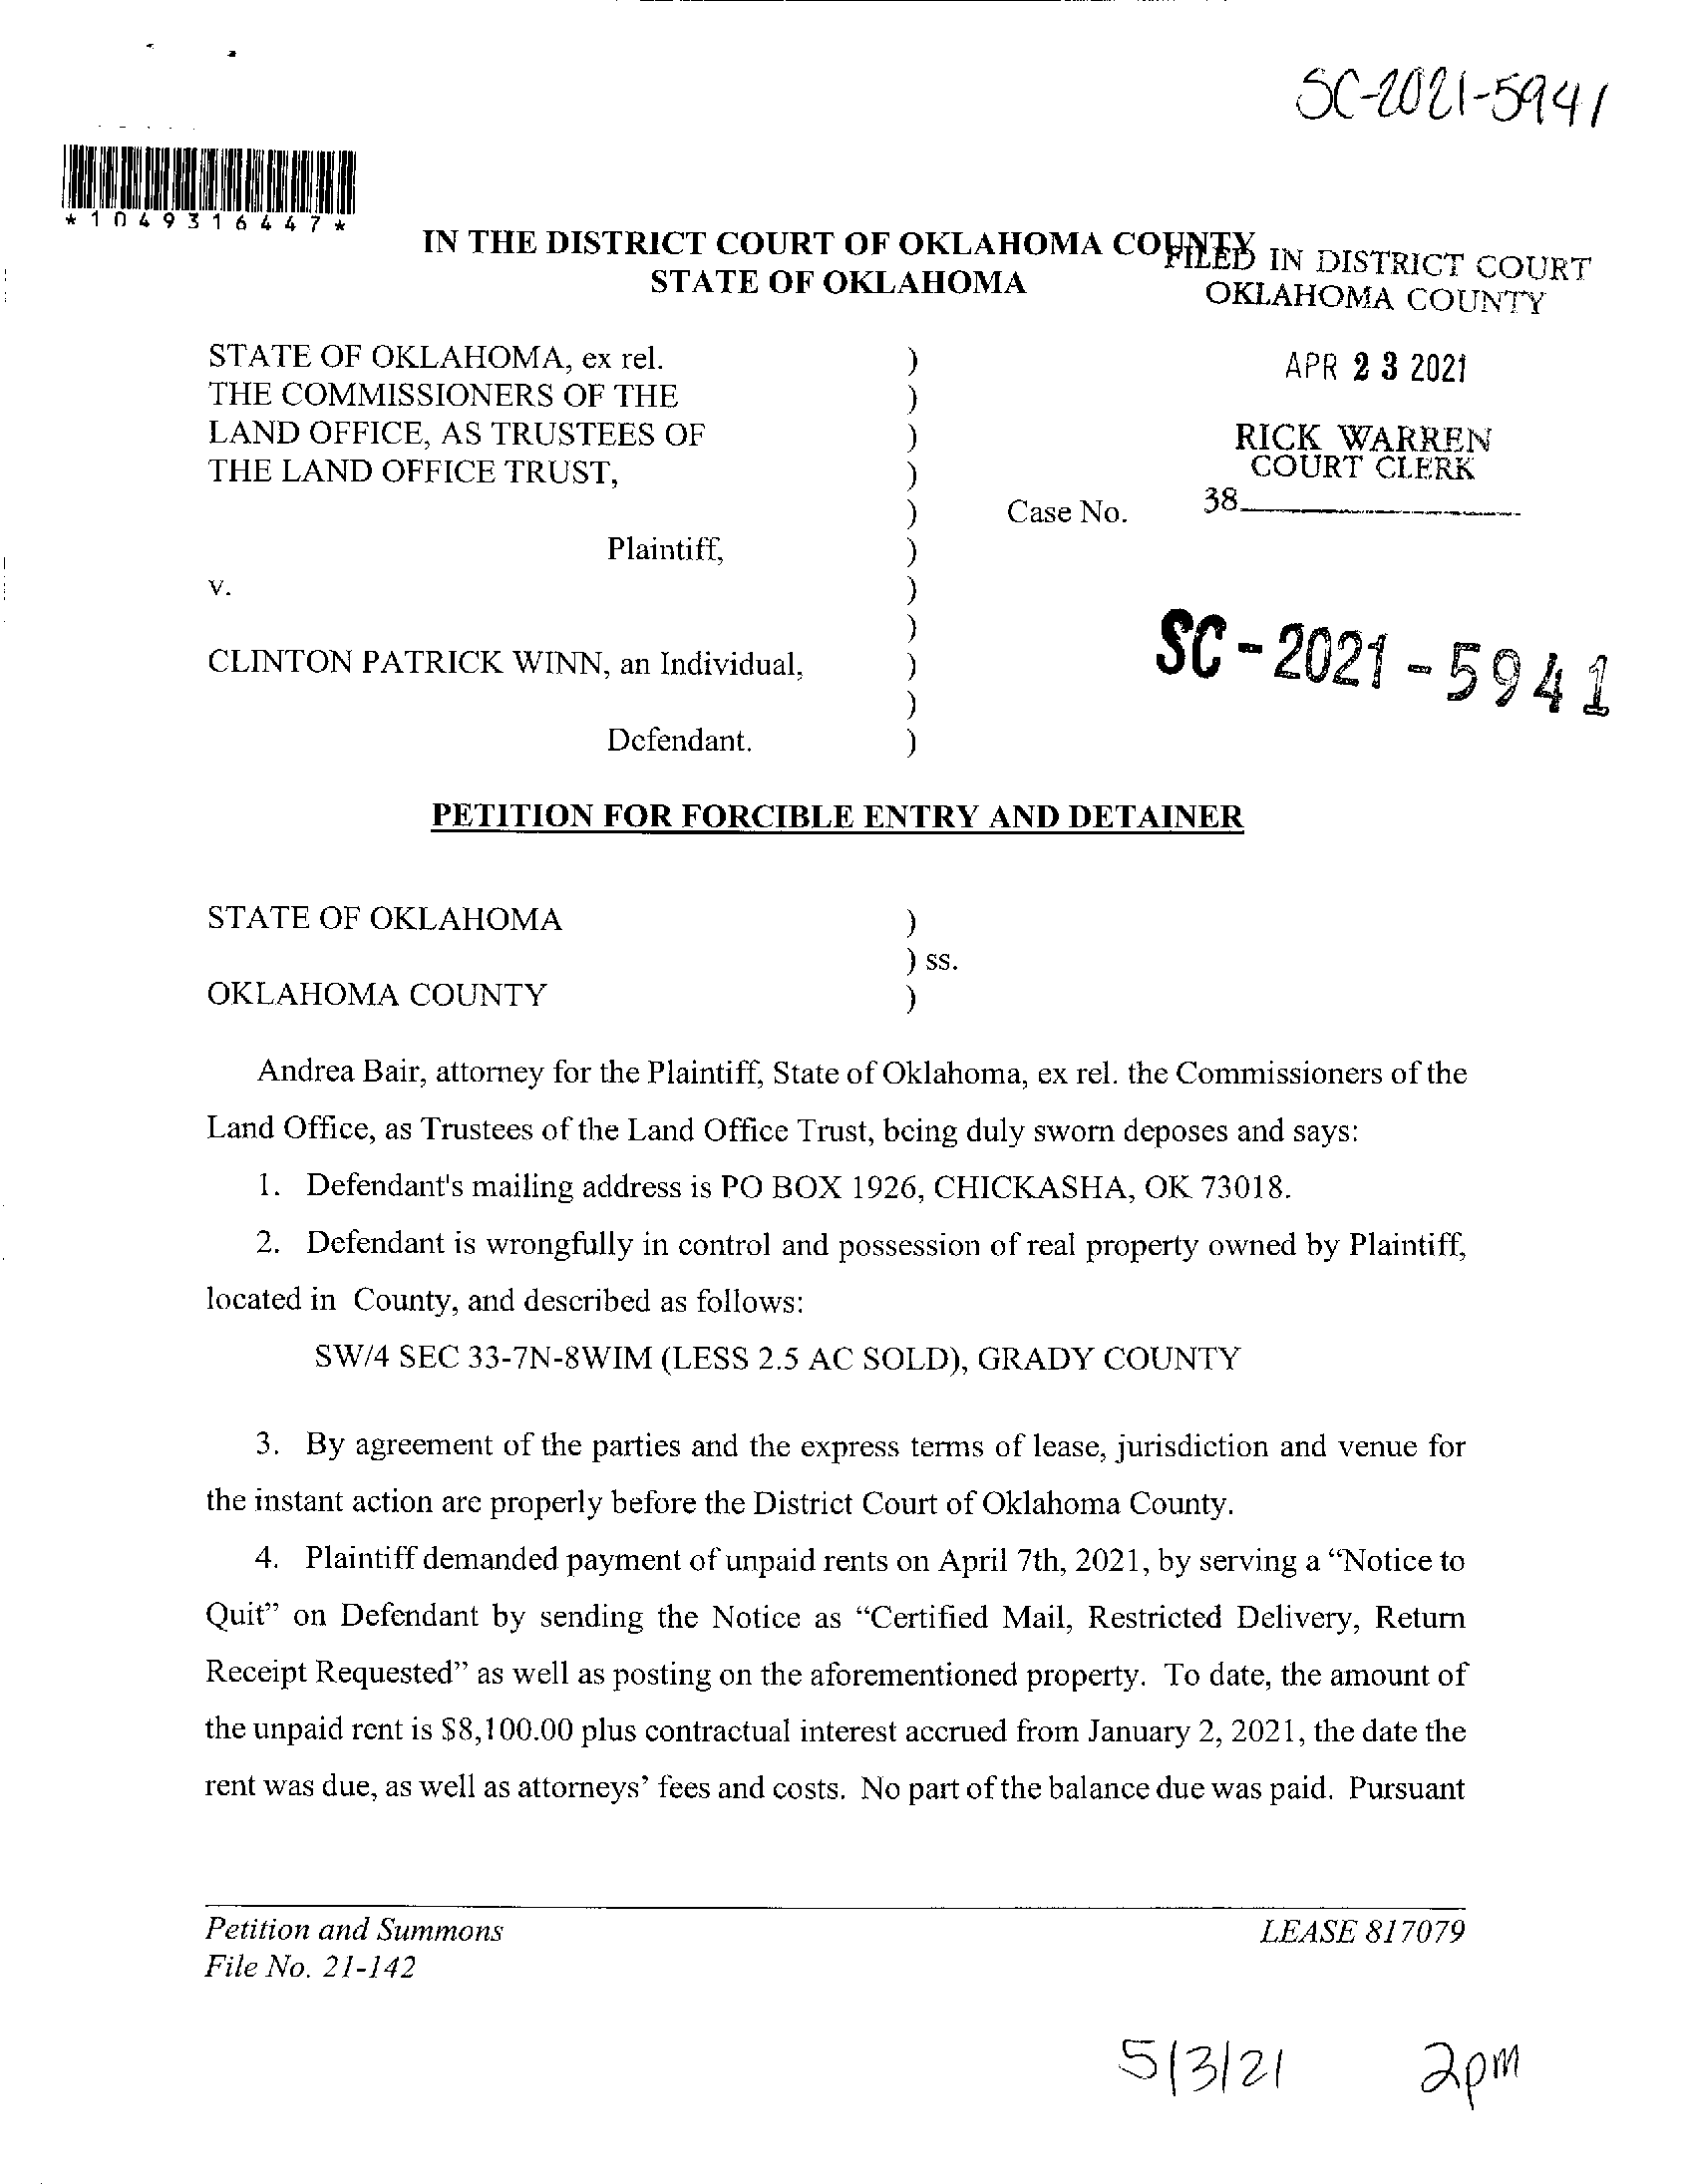 SC-2021-5941
*1049316447*
IN THE DISTRICT COURT OF OKLAHOMA COUNTY
STATE OF OKLAHOMA
FILED IN DISTRICT COURT
OKLAHOMA COUNTY
APR 23 2021
RICK WARREN
COURT CLERK
38
STATE OF OKLAHOMA, ex rel. )
THE COMMISSIONERS OF THE )
LAND OFFICE, AS TRUSTEES OF )
THE LAND OFFICE TRUST, )
) Case No.
Plaintiff, )
v. )
)
CLINTON PATRICK WINN, an Individual, )
)
Defendant. )
SC-2021-5941
PETITION FOR FORCIBLE ENTRY AND DETAINER
STATE OF OKLAHOMA )
) ss.
OKLAHOMA COUNTY )
Andrea Bair, attorney for the Plaintiff, State of Oklahoma, ex rel. the Commissioners of the
Land Office, as Trustees of the Land Office Trust, being duly sworn deposes and says:
1. Defendant's mailing address is PO BOX 1926, CHICKASHA, OK 73018.
2. Defendant is wrongfully in control and possession of real property owned by Plaintiff,
located in County, and described as follows:
SW/4 SEC 33-7N-8WIM (LESS 2.5 AC SOLD), GRADY COUNTY
3. By agreement of the parties and the express terms of lease, jurisdiction and venue for
the instant action are properly before the District Court of Oklahoma County.
4. Plaintiff demanded payment of unpaid rents on April 7th, 2021, by serving a “Notice to
Quit” on Defendant by sending the Notice as “Certified Mail, Restricted Delivery, Return
Receipt Requested” as well as posting on the aforementioned property. To date, the amount of
the unpaid rent is $8,100.00 plus contractual interest accrued from January 2, 2021, the date the
rent was due, as well as attorneys’ fees and costs. No part of the balance due was paid. Pursuant
Petition and Summons LEASE 817079
File No. 21-142
5/3/21 2pm